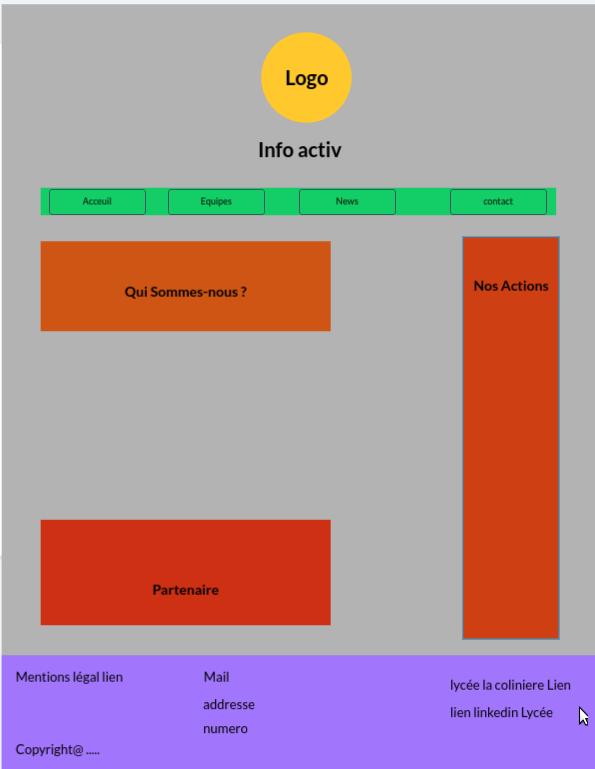 Logo
Info activ
Acceuil
Equipes
News
contact
Qui Sommes-nous ?
Nos Actions
Partenaire
Mentions légal lien
Copyright@ .....
Mail
addresse
numero
lycée la coliniere Lien
lien linkedin Lycée